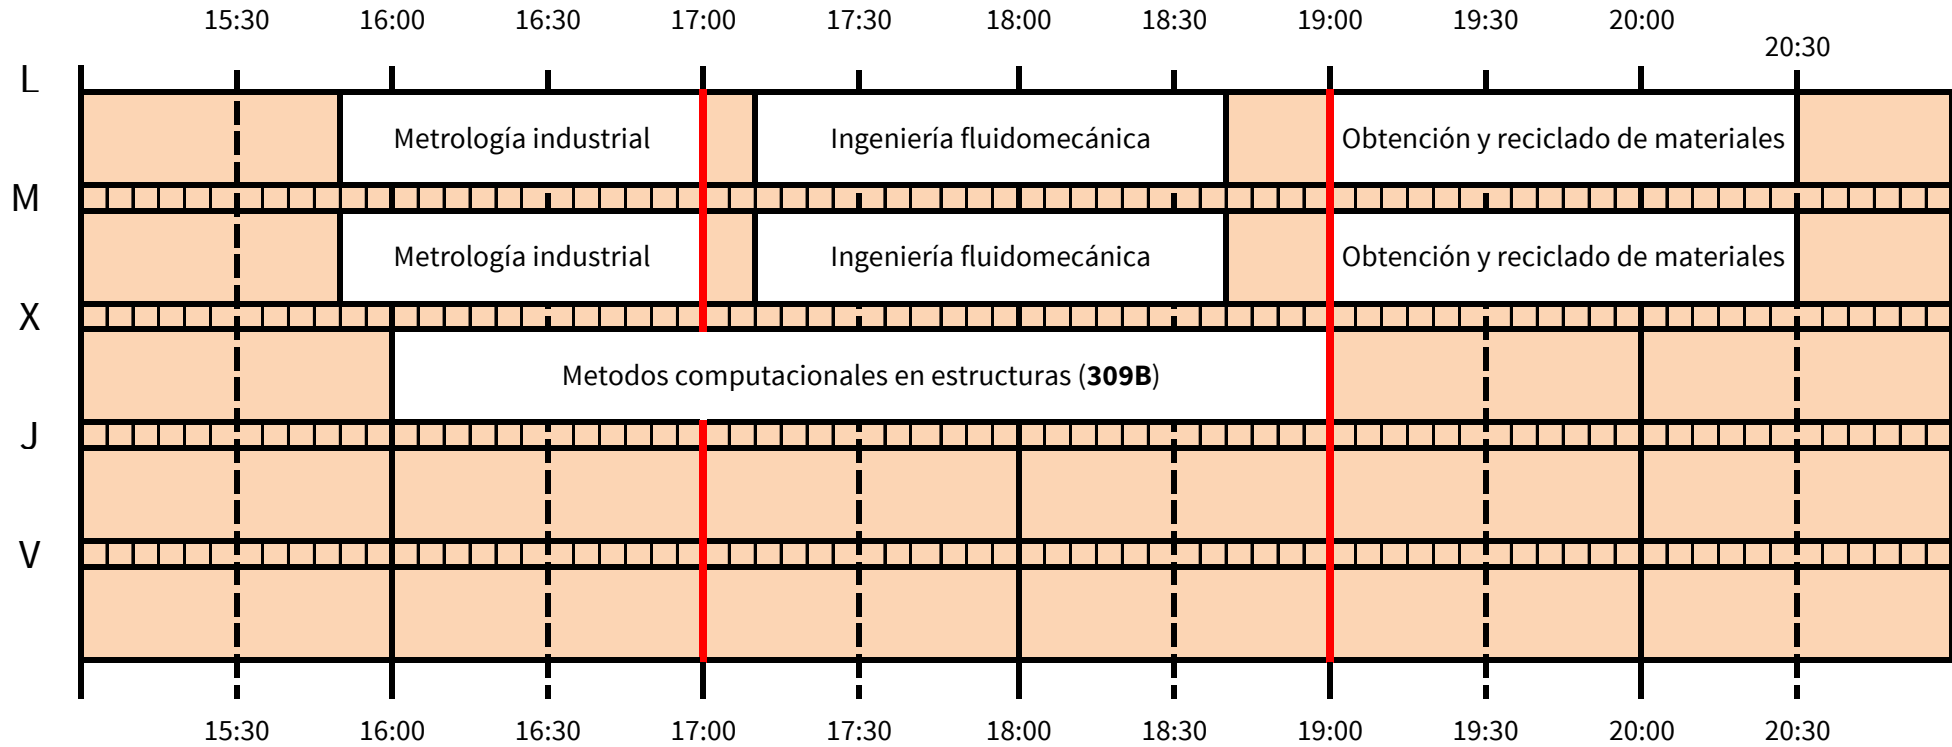 15:30 16:00 16:30 17:00 17:30 18:00 18:30 19:00 19:30 20:00 20:30
L
Metrología industrial Ingeniería fluidomecánica Obtención y reciclado de materiales
M
Metrología industrial Ingeniería fluidomecánica Obtención y reciclado de materiales
X
Metodos computacionales en estructuras (309B)
J
V
15:30 16:00 16:30 17:00 17:30 18:00 18:30 19:00 19:30 20:00 20:30